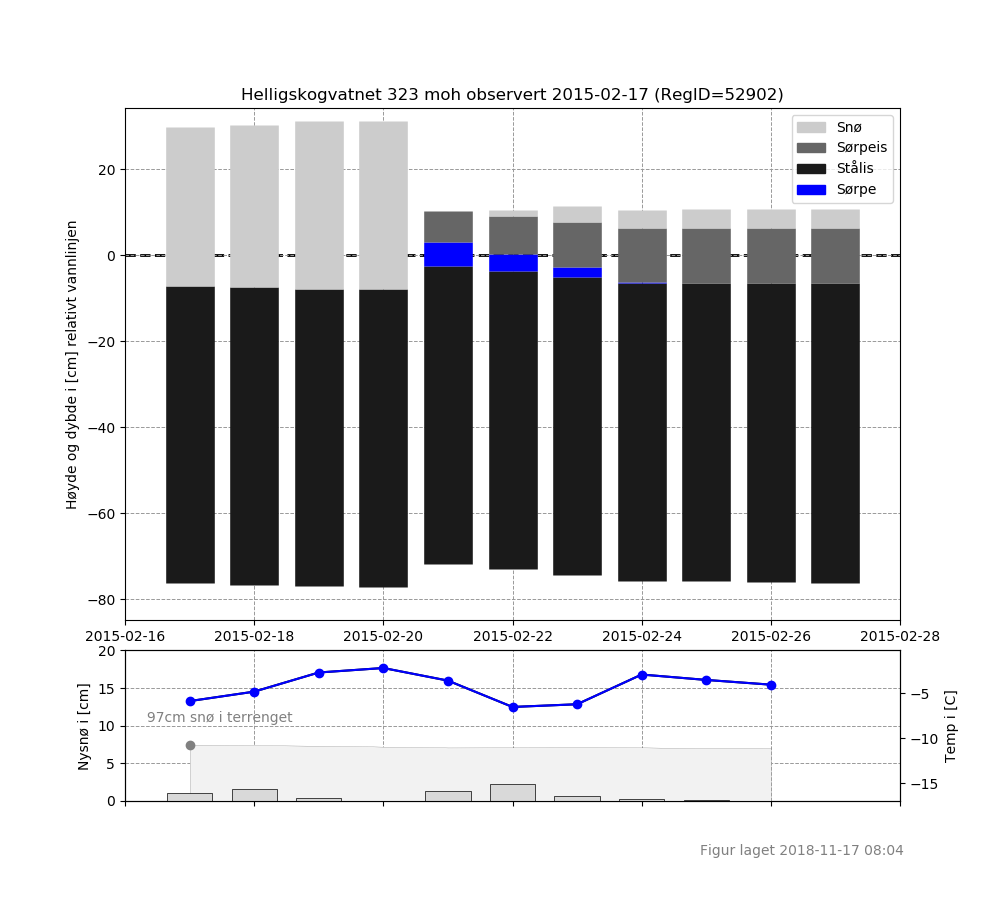 Helligskogvatnet 323 moh observert 2015-02-17 (RegID=52902)
Snø
Sørpeis
Stålis
Sørpe
Høyde og dybde i [cm] relativt vannlinjen
20
0
−20
−40
−60
−80
2015-02-16 2015-02-18 2015-02-20 2015-02-22 2015-02-24 2015-02-26 2015-02-28
Nysnø i [cm]
20
15
10
5
0
97cm snø i terrenget
−5
−10
−15
Temp i [C]
Figur laget 2018-11-17 08:04